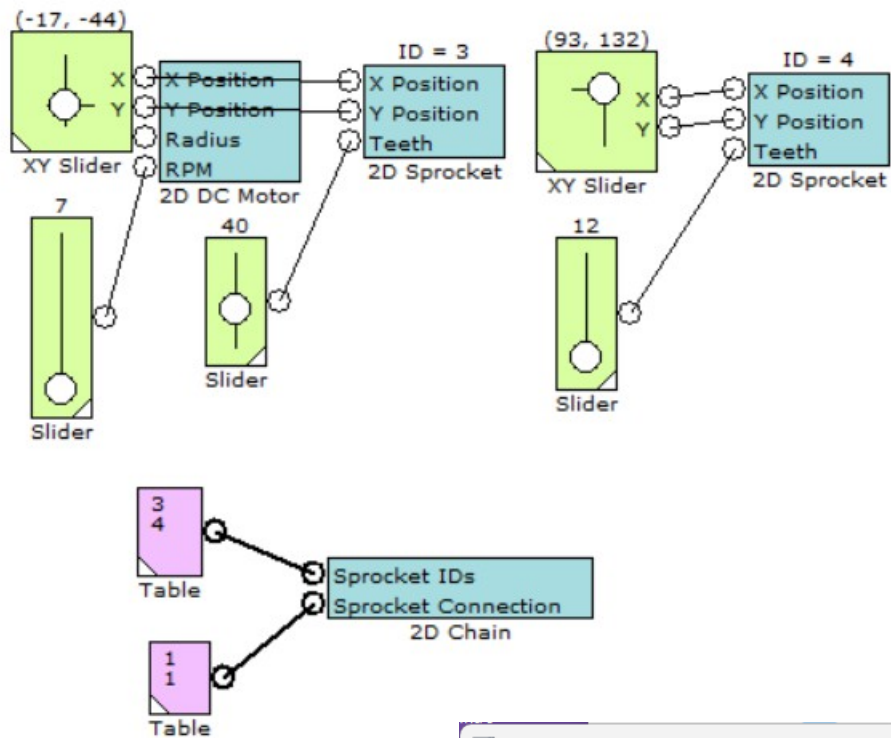 (-17, -44)
X
Y
XY Slider
X Position
Y Position
Radius
RPM
2D DC Motor
ID = 3
X Position
Y Position
Teeth
2D Sprocket
(93, 132)
X
Y
XY Slider
ID = 4
X Position
Y Position
Teeth
2D Sprocket
7
Slider
40
Slider
12
Slider
3
4
Table
Sprocket IDs
Sprocket Connection
2D Chain
1
1
Table